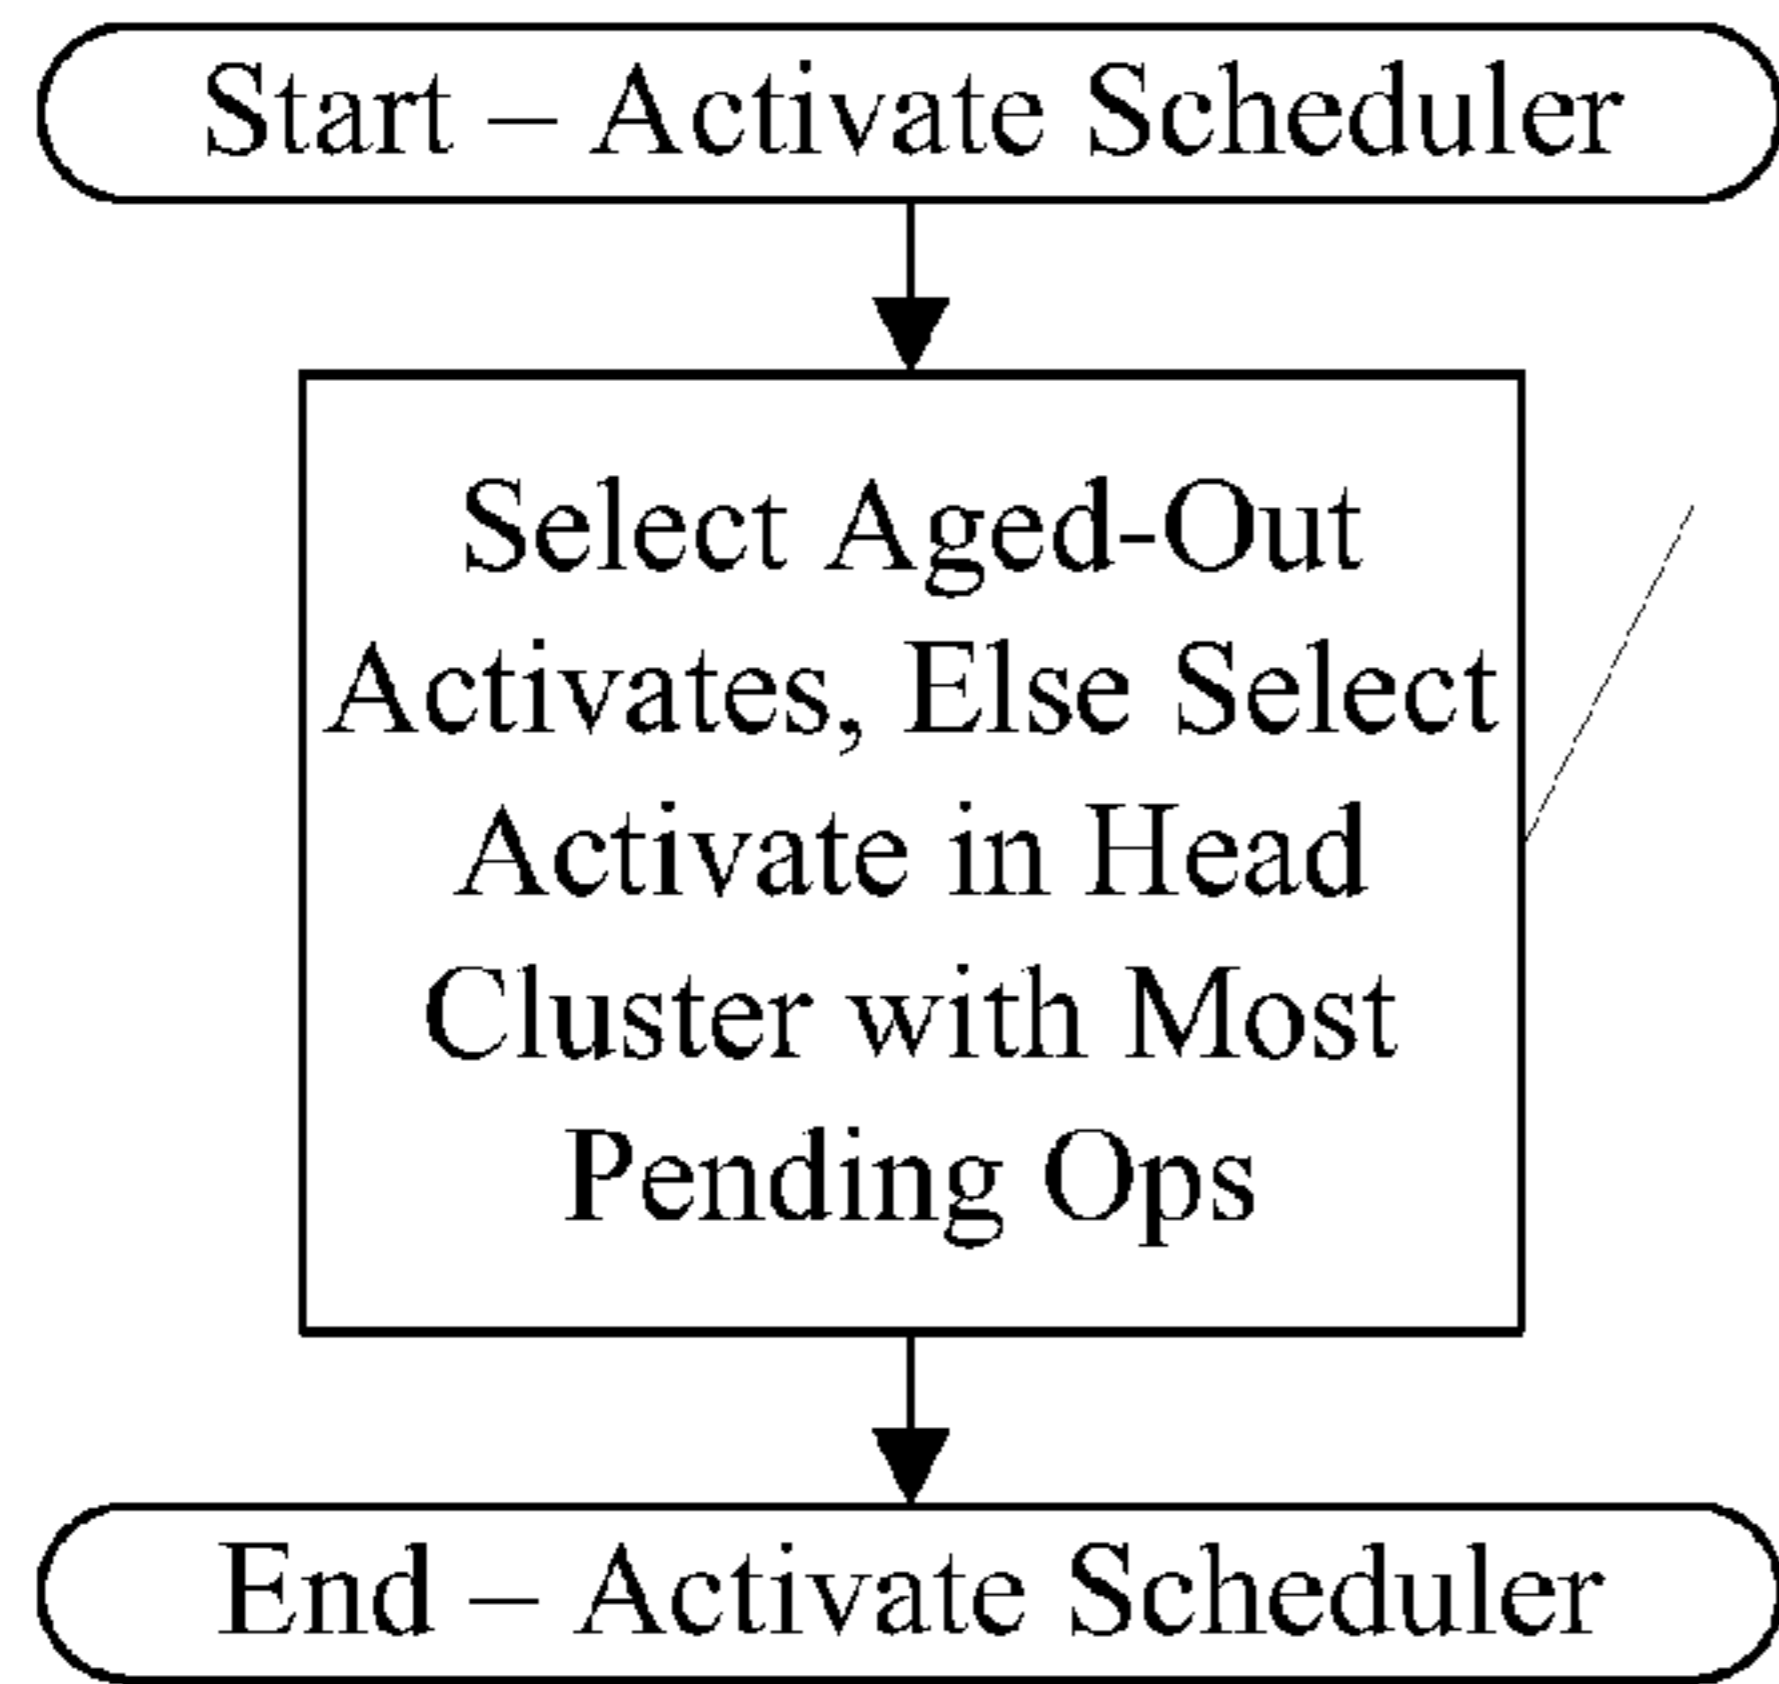 Start – Activate Scheduler
Select Aged-Out
Activates, Else Select
Activate in Head
Cluster with Most
Pending Ops
End – Activate Scheduler